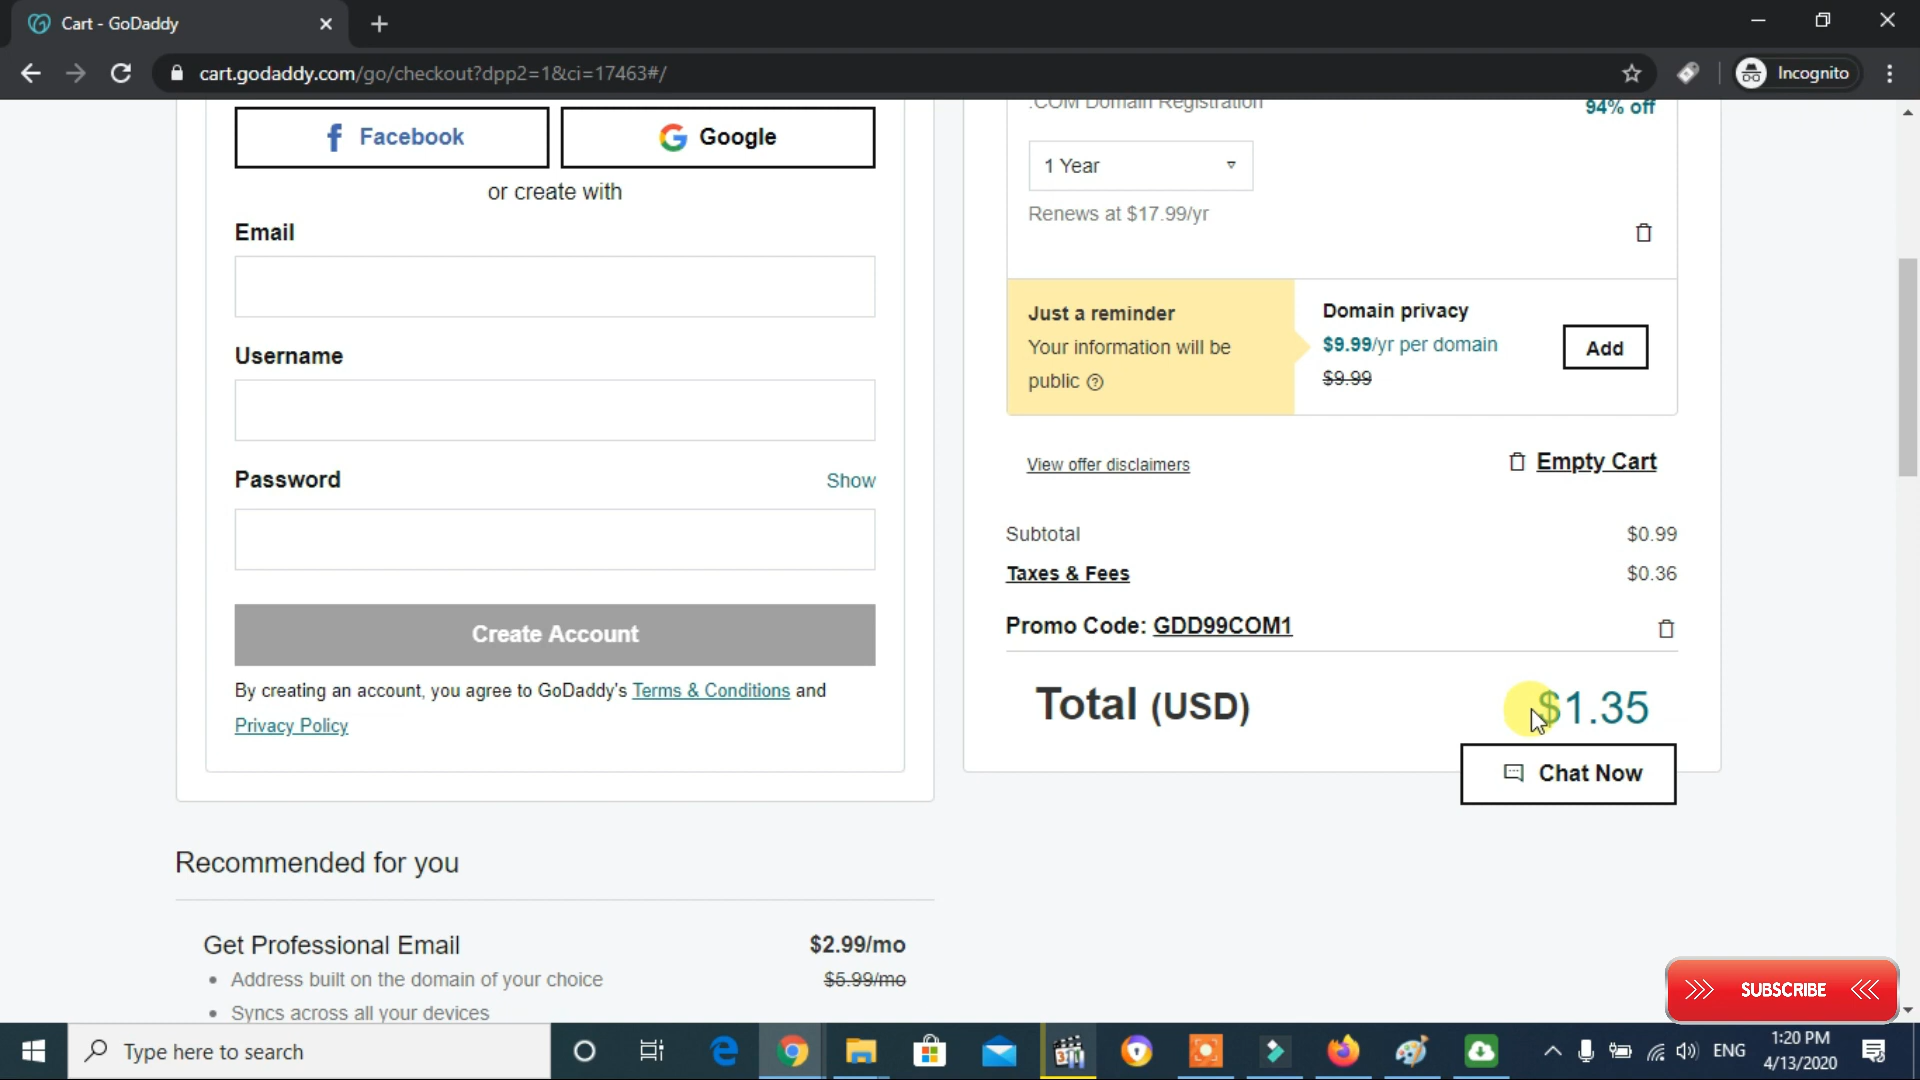 Cart - GoDaddy
cart.godaddy.com/go/checkout?dpp2=1&ci=17463#/
Incognito
Facebook
Google
or create with
Email
Username
Password
Show
Create Account
By creating an account, you agree to GoDaddy's Terms & Conditions and
Privacy Policy
.COM Domain Registration
94% off
1 Year
Renews at $17.99/yr
Just a reminder
Your information will be
public
Domain privacy
$9.99/yr per domain
$9.99
Add
View offer disclaimers
Empty Cart
Subtotal
$0.99
Taxes & Fees
$0.36
Promo Code: GDD99COM1
Total (USD)
$1.35
Chat Now
Recommended for you
Get Professional Email
$2.99/mo
• Address built on the domain of your choice
$5.99/mo
• Syncs across all your devices
SUBSCRIBE
Type here to search
ENG
1:20 PM
4/13/2020